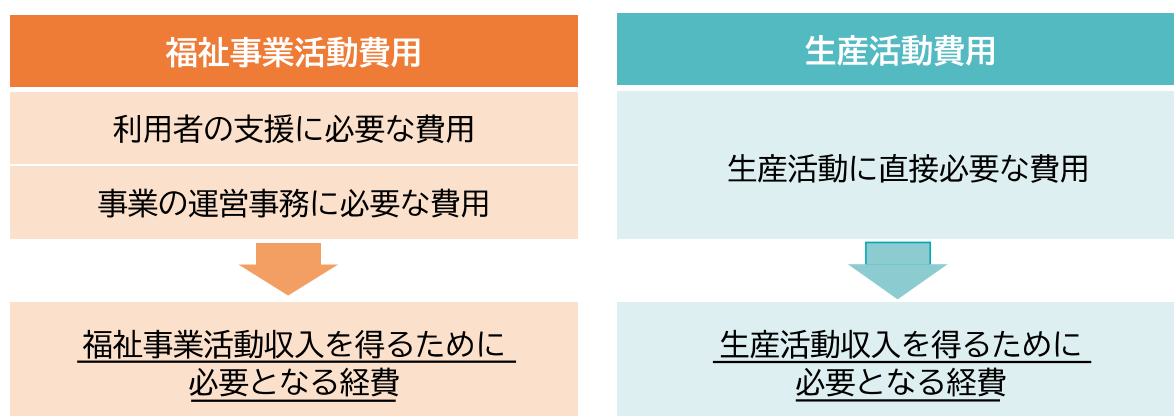 福祉事業活動費用
利用者の支援に必要な費用
事業の運営事務に必要な費用
福祉事業活動収入を得るために
必要となる経費
生産活動費用
生産活動に直接必要な費用
生産活動収入を得るために
必要となる経費